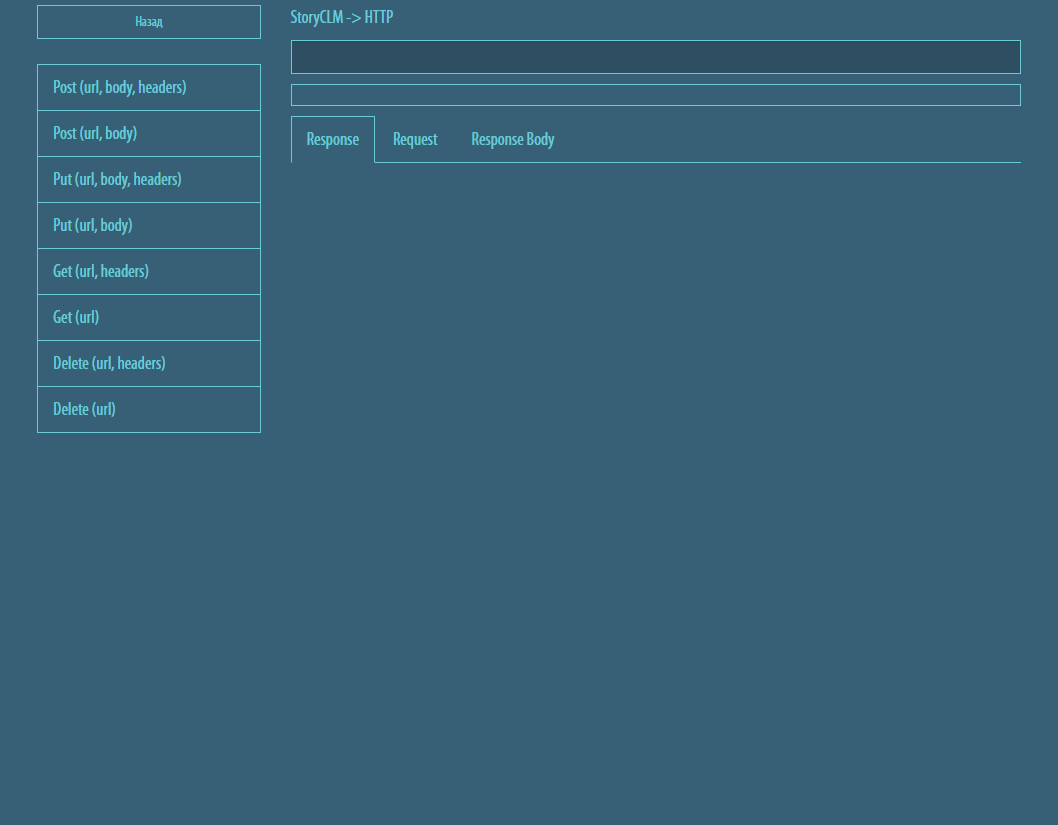 Назад
Post (url, body, headers)
Post (url, body)
Put (url, body, headers)
Put (url, body)
Get (url, headers)
Get (url)
Delete (url, headers)
Delete (url)
StoryCLM -> HTTP
Response Request Response Body